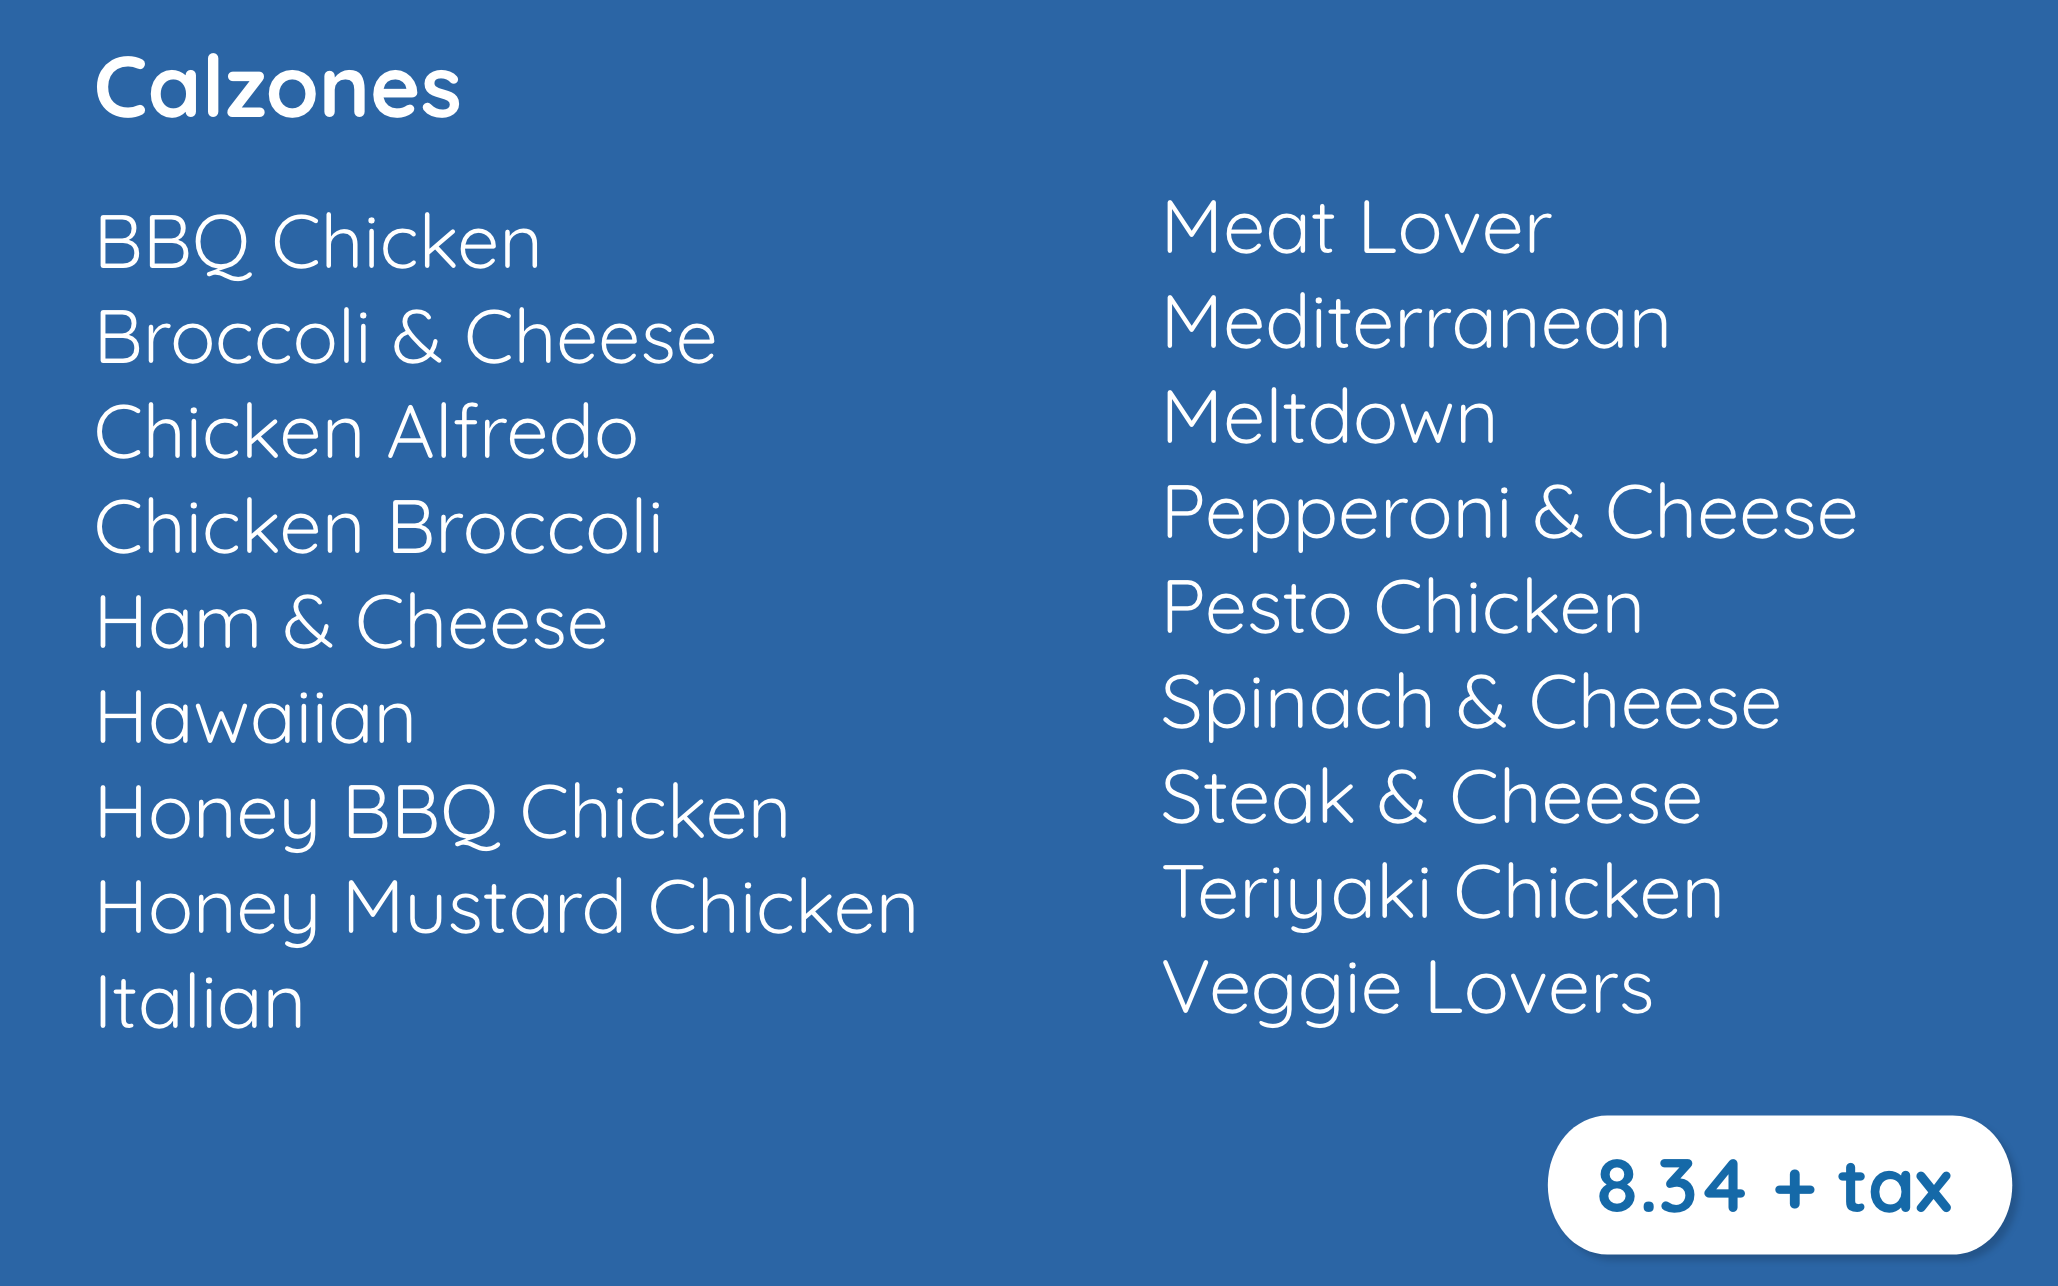 Calzones
BBQ Chicken
Broccoli & Cheese
Chicken Alfredo
Chicken Broccoli
Ham & Cheese
Hawaiian
Honey BBQ Chicken
Honey Mustard Chicken
Italian
Meat Lover
Mediterranean
Meltdown
Pepperoni & Cheese
Pesto Chicken
Spinach & Cheese
Steak & Cheese
Teriyaki Chicken
Veggie Lovers
8.34 + tax